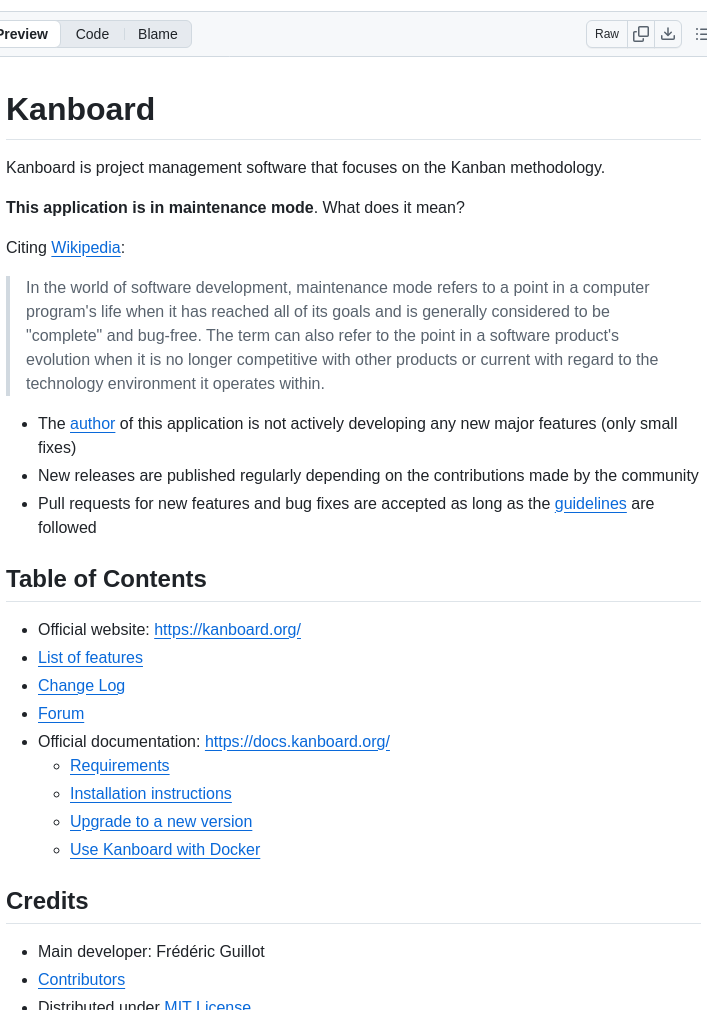 Preview Code Blame Raw
Kanboard
Kanboard is project management software that focuses on the Kanban methodology.
This application is in maintenance mode. What does it mean?
Citing Wikipedia:
In the world of software development, maintenance mode refers to a point in a computer
program's life when it has reached all of its goals and is generally considered to be
"complete" and bug-free. The term can also refer to the point in a software product's
evolution when it is no longer competitive with other products or current with regard to the
technology environment it operates within.
The author of this application is not actively developing any new major features (only small
fixes)
New releases are published regularly depending on the contributions made by the community
Pull requests for new features and bug fixes are accepted as long as the guidelines are
followed
Table of Contents
Official website: https://kanboard.org/
List of features
Change Log
Forum
Official documentation: https://docs.kanboard.org/
Requirements
Installation instructions
Upgrade to a new version
Use Kanboard with Docker
Credits
Main developer: Frédéric Guillot
Contributors
Distributed under MIT License